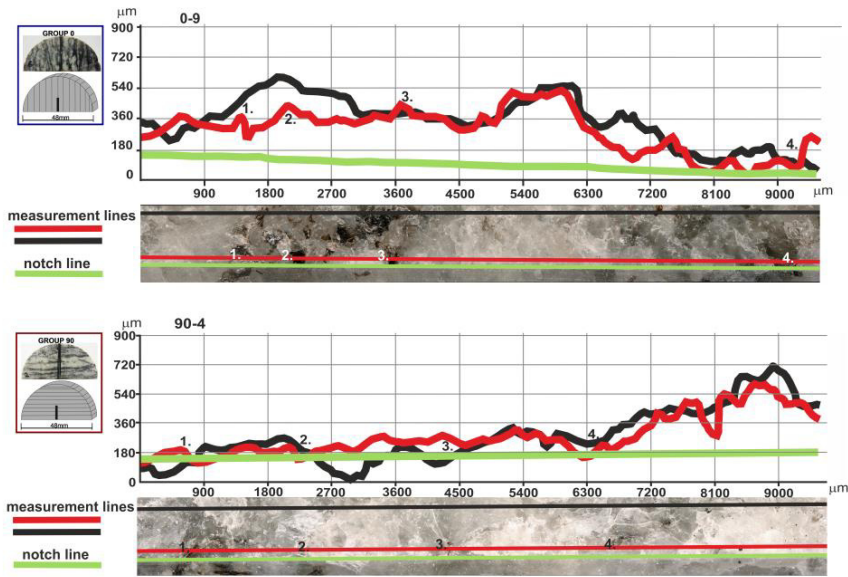 μm
0-9
900
720
540
360
180
0
GROUP 0
48mm
1.
2.
3.
4.
900 1800 2700 3600 4500 5400 6300 7200 8100 9000
μm
measurement lines
notch line
1. 2. 3. 4.
μm
90-4
900
720
540
360
180
0
GROUP 90
48mm
1.
2.
3.
4.
900 1800 2700 3600 4500 5400 6300 7200 8100 9000
μm
measurement lines
notch line
1. 2. 3. 4.